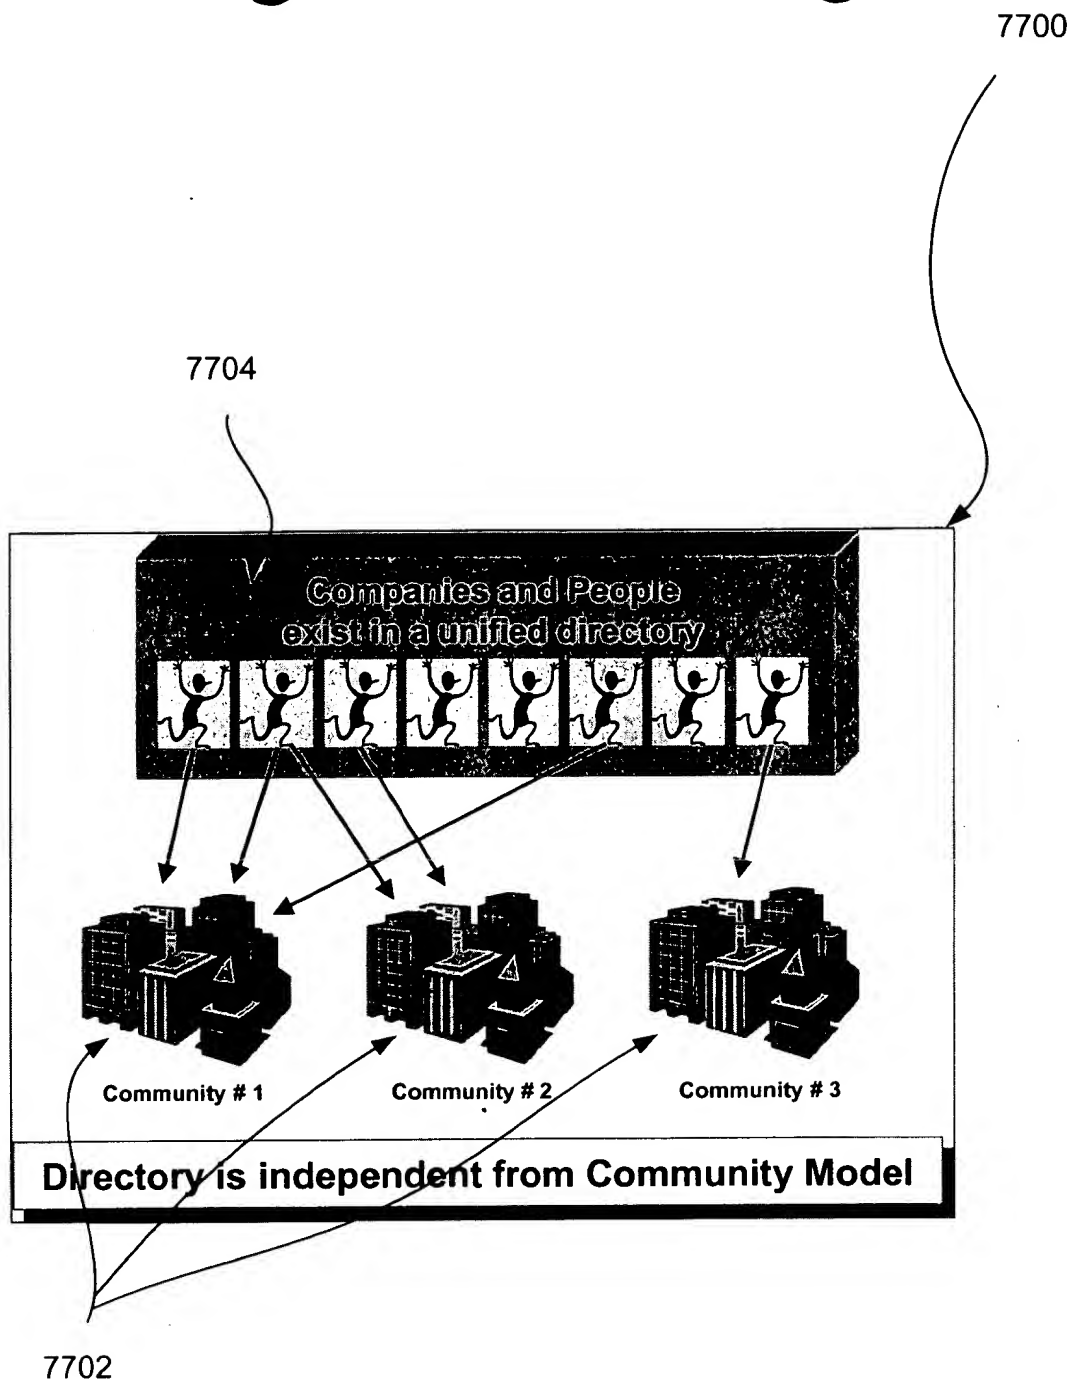 7700
7704
Companies and People
exist in a unified directory
Community # 1
Community # 2
Community # 3
Directory is independent from Community Model
7702